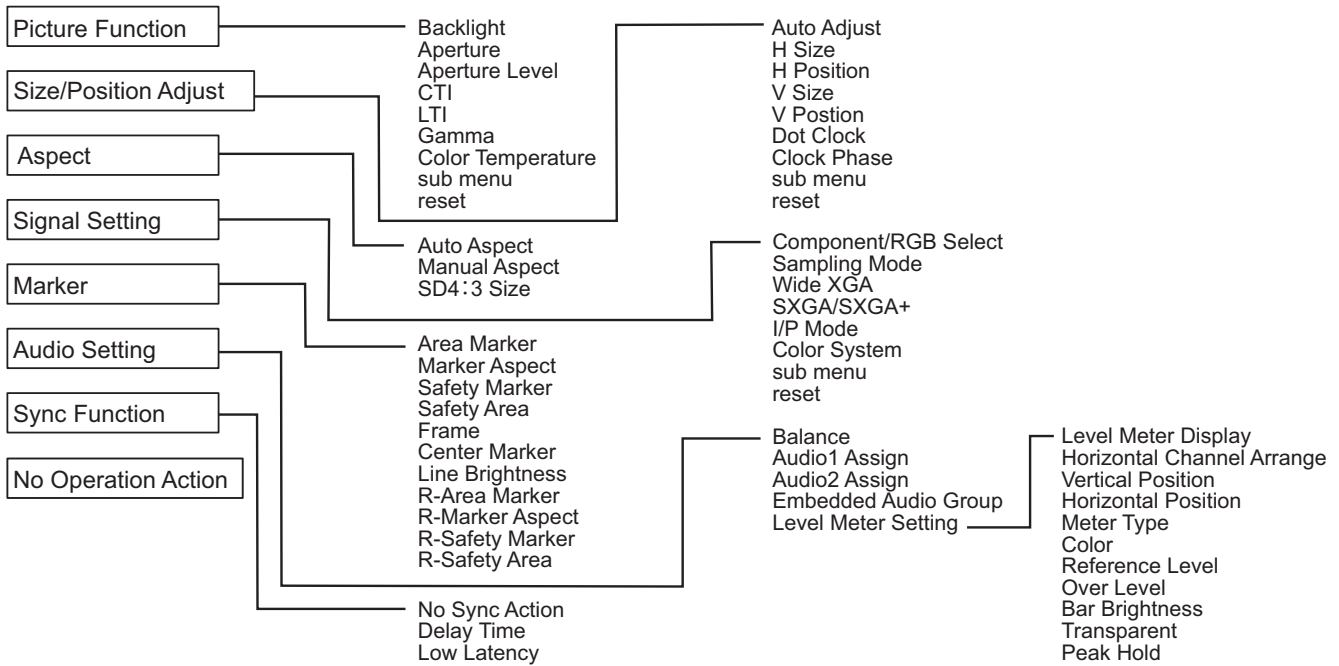 Picture Function
Size/Position Adjust
Aspect
Signal Setting
Marker
Audio Setting
Sync Function
No Operation Action
Backlight
Aperture
Aperture Level
CTI
LTI
Gamma
Color Temperature
sub menu
reset
Auto Aspect
Manual Aspect
SD4:3 Size
Area Marker
Marker Aspect
Safety Marker
Safety Area
Frame
Center Marker
Line Brightness
R-Area Marker
R-Marker Aspect
R-Safety Marker
R-Safety Area
No Sync Action
Delay Time
Low Latency
Auto Adjust
H Size
H Position
V Size
V Postion
Dot Clock
Clock Phase
sub menu
reset
Component/RGB Select
Sampling Mode
Wide XGA
SXGA/SXGA+
I/P Mode
Color System
sub menu
reset
Balance
Audio1 Assign
Audio2 Assign
Embedded Audio Group
Level Meter Setting
Level Meter Display
Horizontal Channel Arrange
Vertical Position
Horizontal Position
Meter Type
Color
Reference Level
Over Level
Bar Brightness
Transparent
Peak Hold